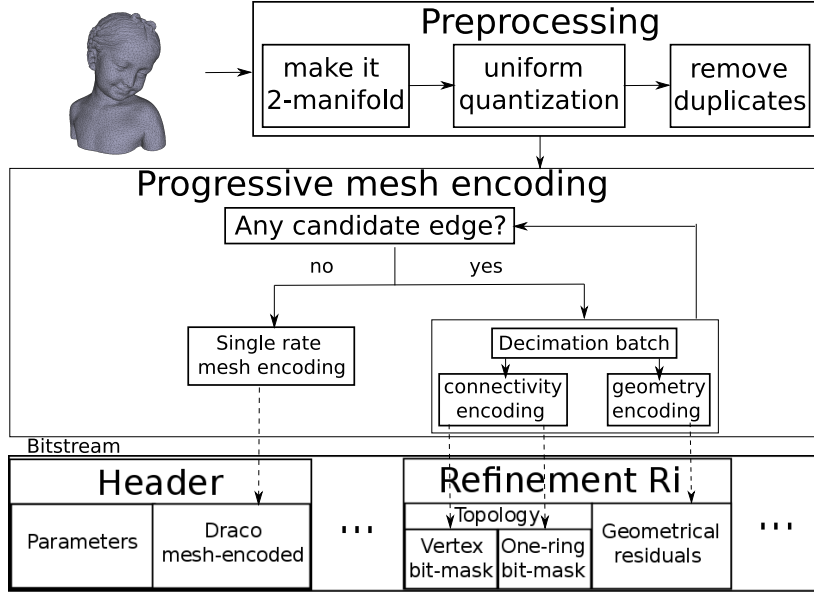 Preprocessing
make it
2-manifold
uniform
quantization
remove
duplicates
Progressive mesh encoding
Any candidate edge?
no
yes
Single rate
mesh encoding
Decimation batch
connectivity
encoding
geometry
encoding
Bitstream
Header
Parameters
Draco
mesh-encoded
...
Refinement Ri
Topology
Vertex
bit-mask
One-ring
bit-mask
Geometrical
residuals
...